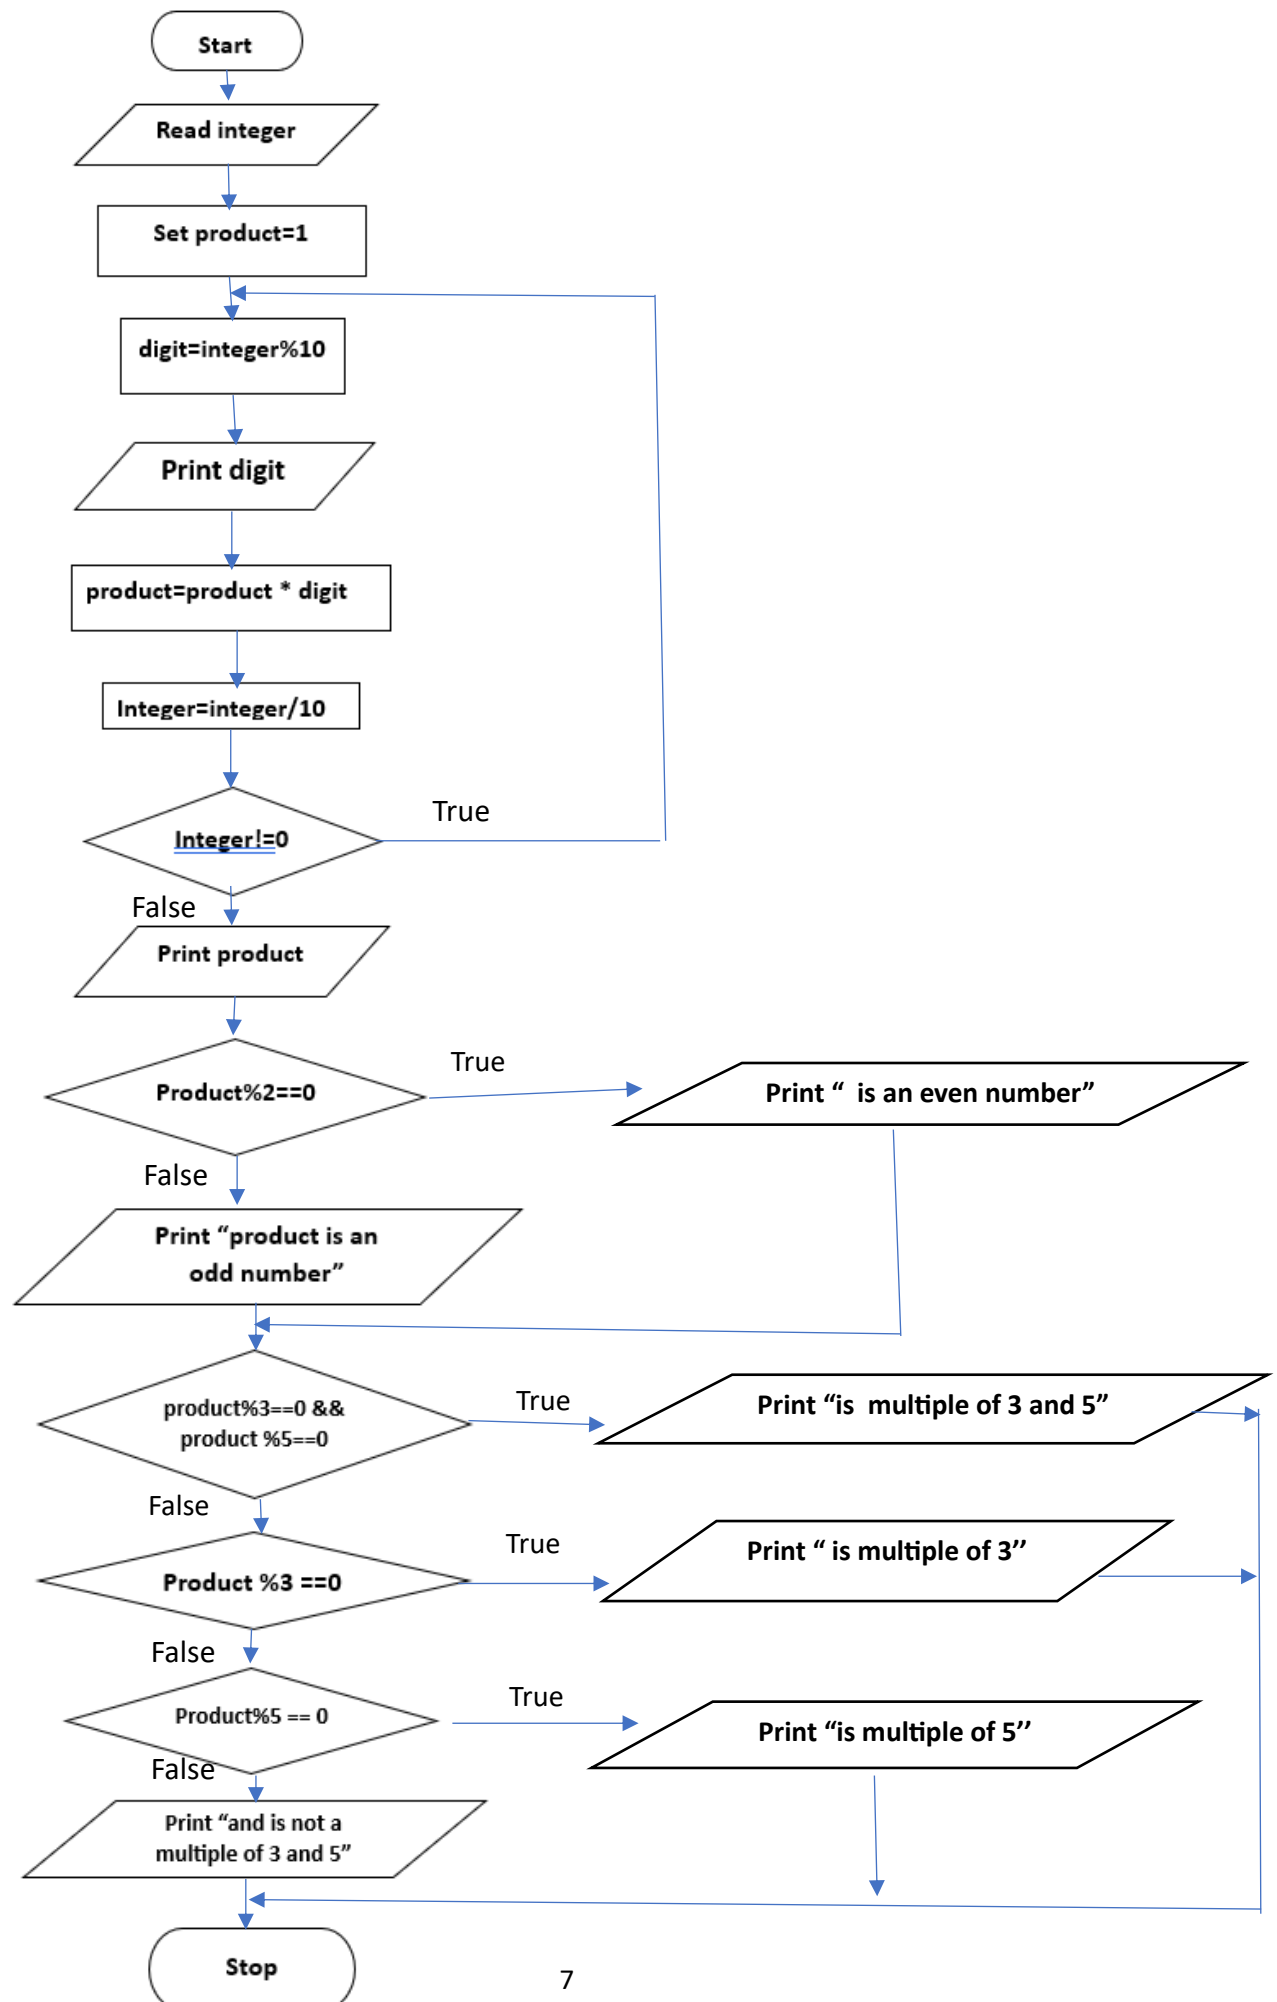 Start
Read integer
Set product=1
digit=integer%10
Print digit
product=product * digit
Integer=integer/10
True
Integer!=0
False
Print product
True
Product%2==0
Print “  is an even number”
False
Print “product is an
odd number”
True
product%3==0 &&
product %5==0
Print “is  multiple of 3 and 5”
False
True
Product %3 ==0
Print “ is multiple of 3’’
False
True
Product%5 == 0
Print “is multiple of 5’’
False
Print “and is not a
multiple of 3 and 5”
Stop
7